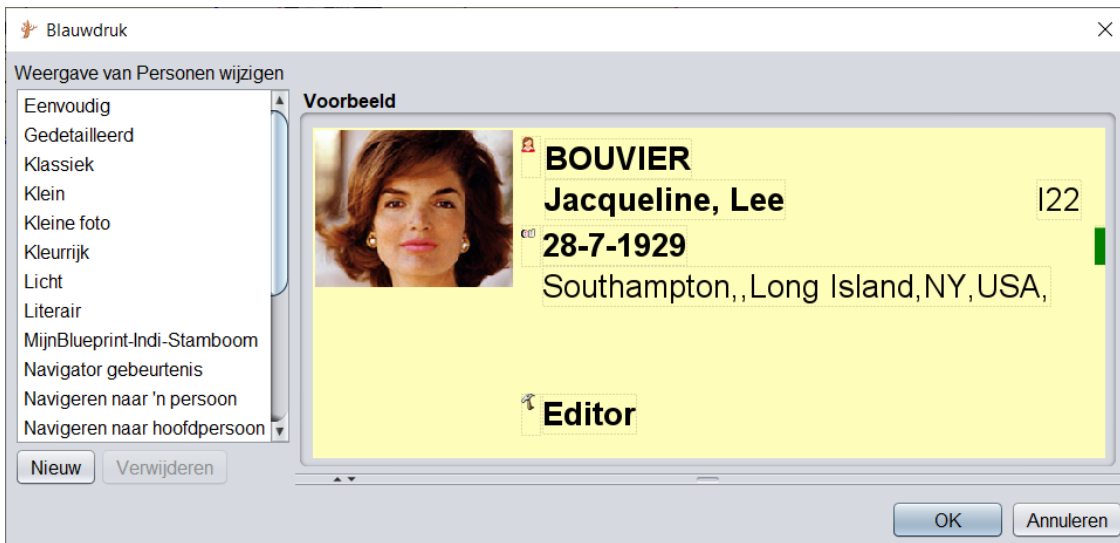 Blauwdruk
Weergave van Personen wijzigen
Eenvoudig
Gedetailleerd
Klassiek
Klein
Kleine foto
Kleurrijk
Licht
Literair
MijnBlueprint-Indi-Stamboom
Navigator gebeurtenis
Navigeren naar 'n persoon
Navigeren naar hoofdpersoon
Nieuw
Verwijderen
Voorbeeld
BOUVIER
Jacqueline, Lee I22
28-7-1929
Southampton,,Long Island,NY,USA,
Editor
OK
Annuleren